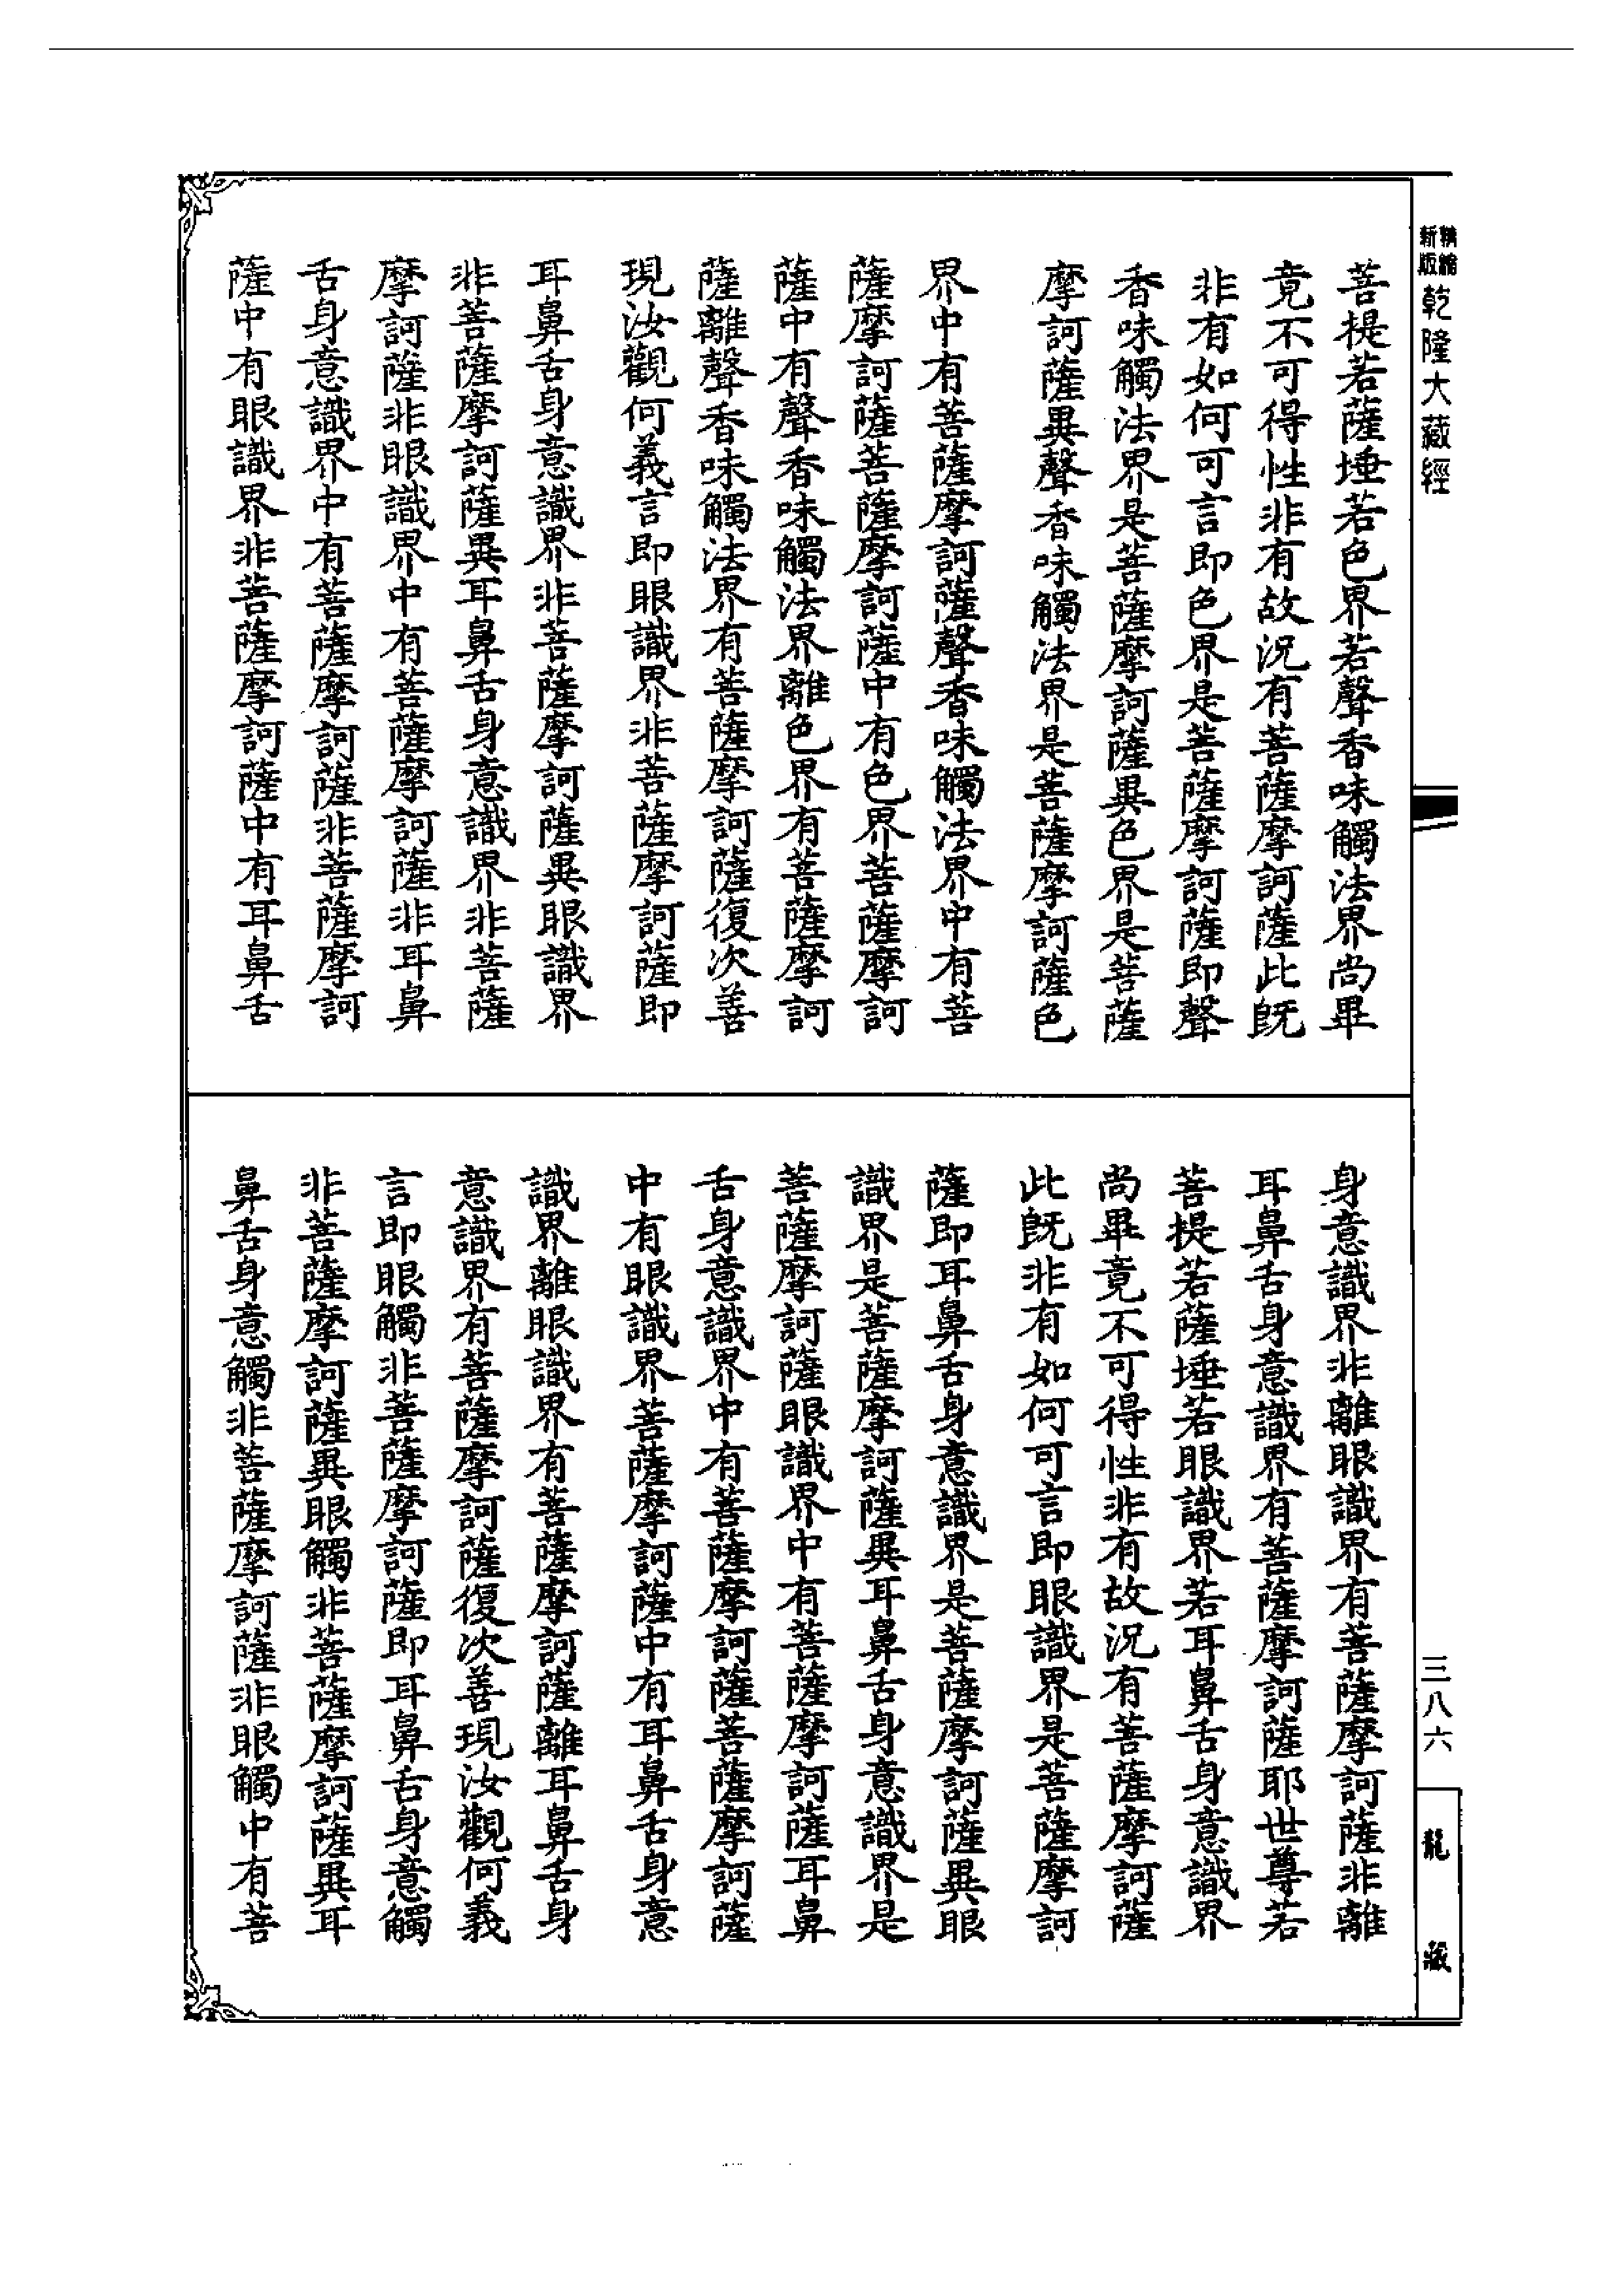 精縮
新版
乾隆大藏經
菩提若薩埵若色界若聲香味觸法界尚畢
竟不可得性非有故況有菩薩摩訶薩此既
非有如何可言即色界是菩薩摩訶薩即聲
香味觸法界是菩薩摩訶薩異色界是菩薩
摩訶薩異聲香味觸法界是菩薩摩訶薩色
界中有菩薩摩訶薩聲香味觸法界中有菩
薩摩訶薩菩薩摩訶薩中有色界菩薩摩訶
薩中有聲香味觸法界離色界有菩薩摩訶
薩離聲香味觸法界有菩薩摩訶薩復次善
現汝觀何義言即眼識界非菩薩摩訶薩即
耳鼻舌身意識界非菩薩摩訶薩異眼識界
非菩薩摩訶薩異耳鼻舌身意識界非菩薩
摩訶薩非眼識界中有菩薩摩訶薩非耳鼻
舌身意識界中有菩薩摩訶薩非菩薩摩訶
薩中有眼識界非菩薩摩訶薩中有耳鼻舌
身意識界非離眼識界有菩薩摩訶薩非離
耳鼻舌身意識界有菩薩摩訶薩耶世尊若
菩提若薩埵若眼識界若耳鼻舌身意識界
尚畢竟不可得性非有故況有菩薩摩訶薩
此既非有如何可言即眼識界是菩薩摩訶
薩即耳鼻舌身意識界是菩薩摩訶薩異眼
識界是菩薩摩訶薩異耳鼻舌身意識界是
菩薩摩訶薩眼識界中有菩薩摩訶薩耳鼻
舌身意識界中有菩薩摩訶薩菩薩摩訶薩
中有眼識界菩薩摩訶薩中有耳鼻舌身意
識界離眼識界有菩薩摩訶薩離耳鼻舌身
意識界有菩薩摩訶薩復次善現汝觀何義
言即眼觸非菩薩摩訶薩即耳鼻舌身意觸
非菩薩摩訶薩異眼觸非菩薩摩訶薩異耳
鼻舌身意觸非菩薩摩訶薩非眼觸中有菩
三八六
龍藏